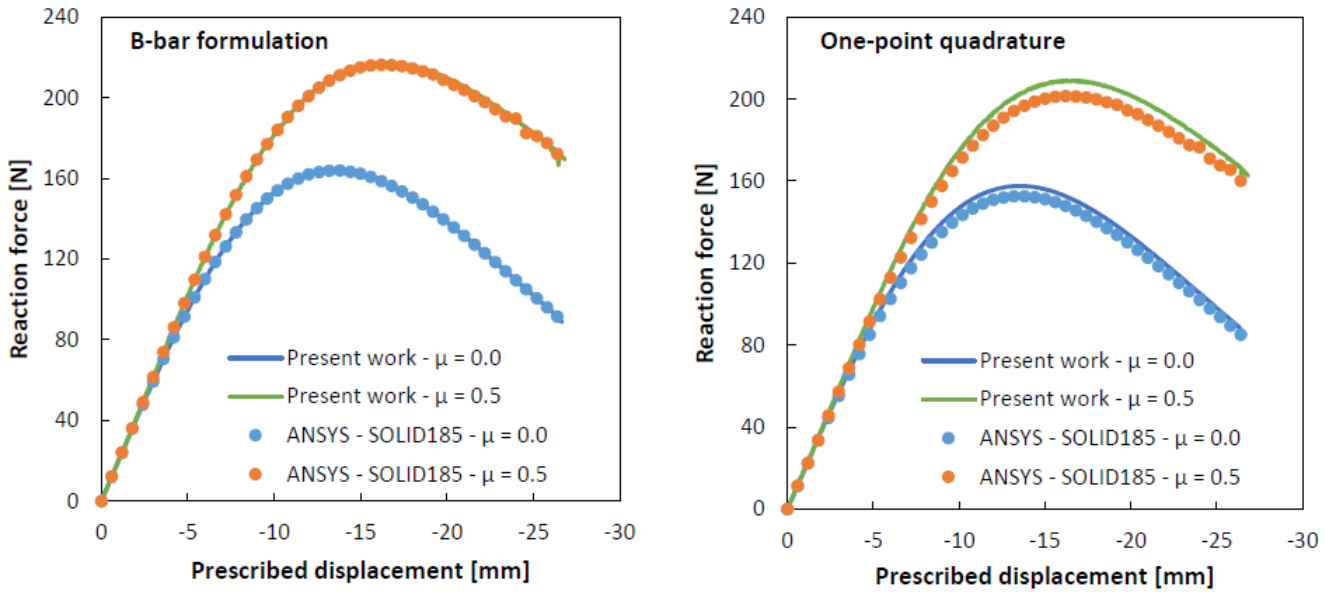 B-bar formulation
240
200
160
120
80
40
0
Reaction force [N]
Present work - μ = 0.0
Present work - μ = 0.5
ANSYS - SOLID185 - μ = 0.0
ANSYS - SOLID185 - μ = 0.5
0 -5 -10 -15 -20 -25 -30
Prescribed displacement [mm]
One-point quadrature
240
200
160
120
80
40
0
Reaction force [N]
Present work - μ = 0.0
Present work - μ = 0.5
ANSYS - SOLID185 - μ = 0.0
ANSYS - SOLID185 - μ = 0.5
0 -5 -10 -15 -20 -25 -30
Prescribed displacement [mm]